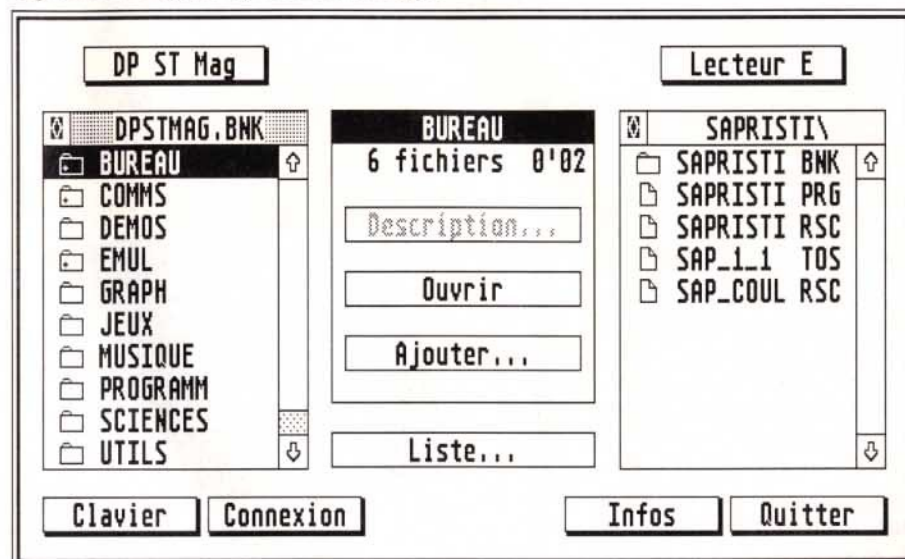 DP ST Mag
Lecteur E
DPSTMAG.BNK
BUREAU
COMMS
DEMOS
EMUL
GRAPH
JEUX
MUSIQUE
PROGRAMM
SCIENCES
UTILS
BUREAU
6 fichiers 0'02
Description...
Ouvrir
Ajouter...
Liste...
SAPRISTI\
SAPRISTI BNK
SAPRISTI PRG
SAPRISTI RSC
SAP_1_1 TOS
SAP_COUL RSC
Clavier
Connexion
Infos
Quitter